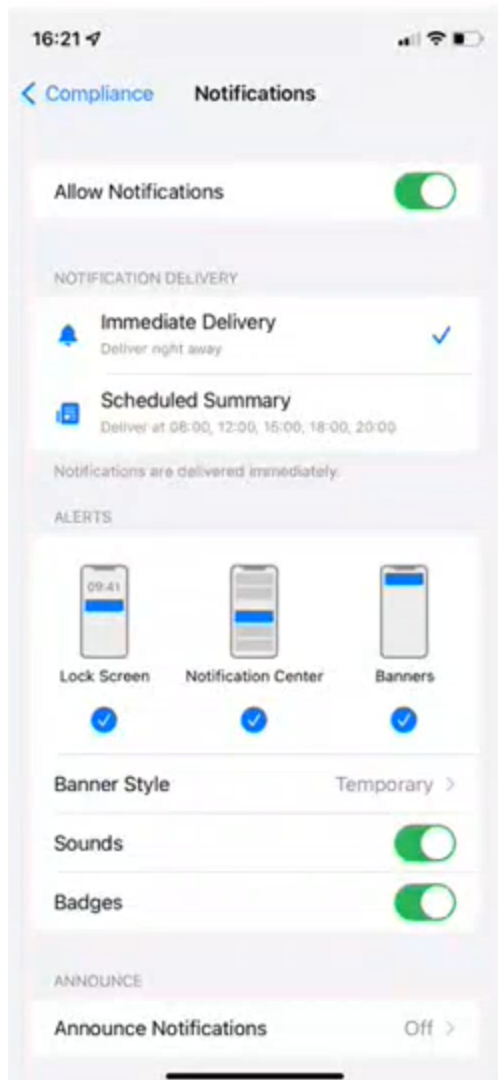 16:21
Compliance Notifications
Allow Notifications
NOTIFICATION DELIVERY
Immediate Delivery
Deliver right away
Scheduled Summary
Deliver at 08:00, 12:00, 16:00, 18:00, 20:00
Notifications are delivered immediately.
ALERTS
09:41
Lock Screen Notification Center Banners
Banner Style Temporary
Sounds
Badges
ANNOUNCE
Announce Notifications Off